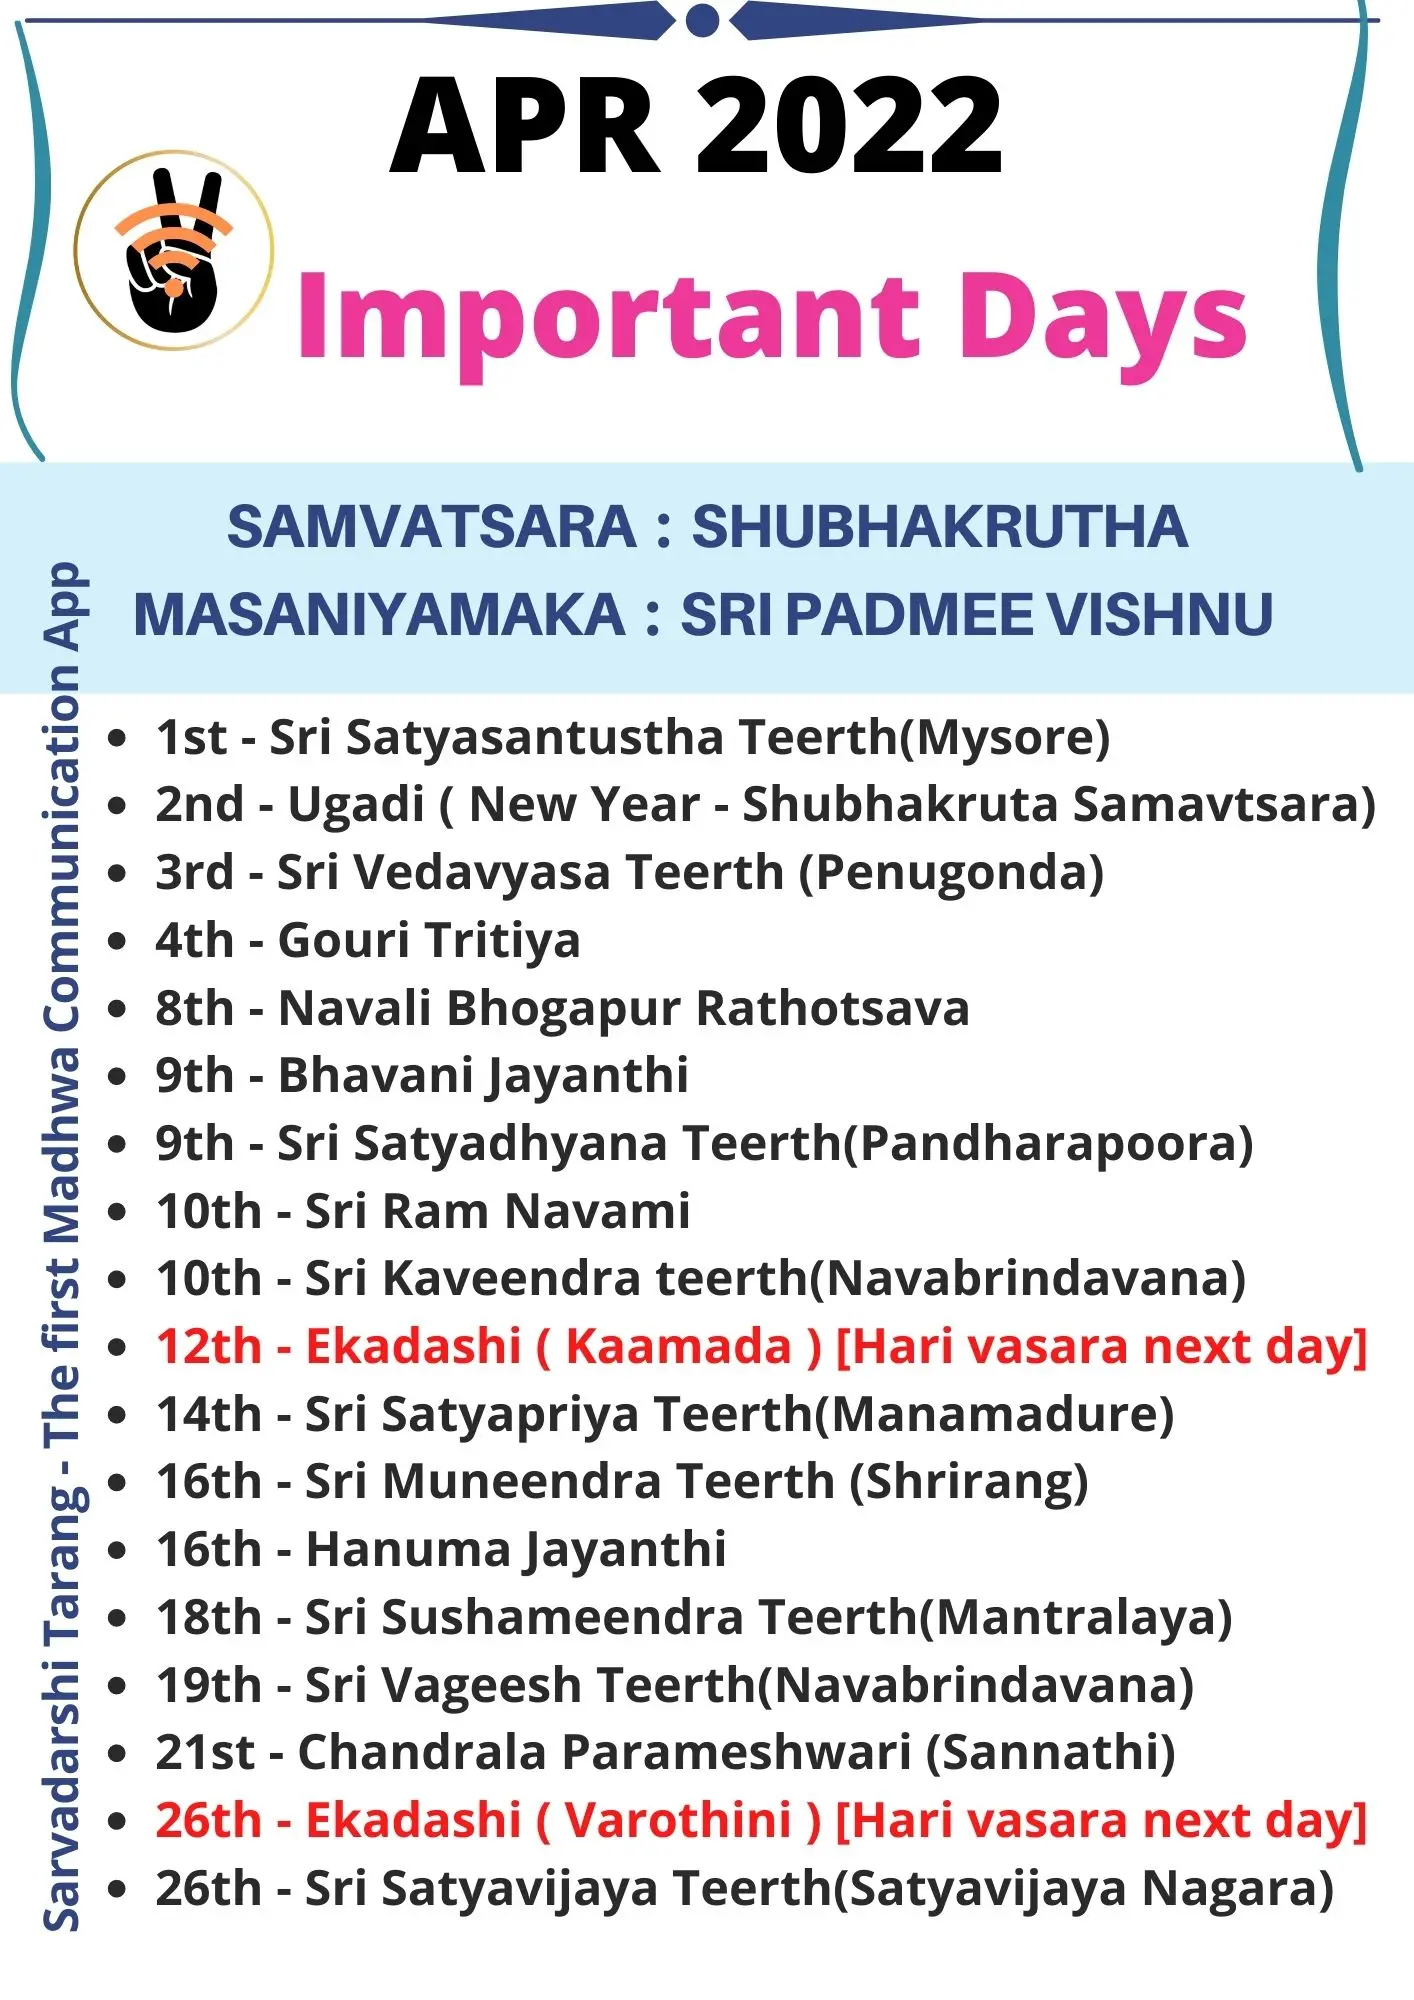 APR 2022
Important Days
SAMVATSARA : SHUBHAKRUTHA
MASANIYAMAKA : SRI PADMEE VISHNU
Sarvadarshi Tarang - The first Madhwa Communication App
• 1st - Sri Satyasantustha Teerth(Mysore)
• 2nd - Ugadi ( New Year - Shubhakruta Samavtsara)
• 3rd - Sri Vedavyasa Teerth (Penugonda)
• 4th - Gouri Tritiya
• 8th - Navali Bhogapur Rathotsava
• 9th - Bhavani Jayanthi
• 9th - Sri Satyadhyana Teerth(Pandharapoora)
• 10th - Sri Ram Navami
• 10th - Sri Kaveendra teerth(Navabrindavana)
• 12th - Ekadashi ( Kaamada ) [Hari vasara next day]
• 14th - Sri Satyapriya Teerth(Manamadure)
• 16th - Sri Muneendra Teerth (Shrirang)
• 16th - Hanuma Jayanthi
• 18th - Sri Sushameendra Teerth(Mantralaya)
• 19th - Sri Vageesh Teerth(Navabrindavana)
• 21st - Chandrala Parameshwari (Sannathi)
• 26th - Ekadashi ( Varothini ) [Hari vasara next day]
• 26th - Sri Satyavijaya Teerth(Satyavijaya Nagara)